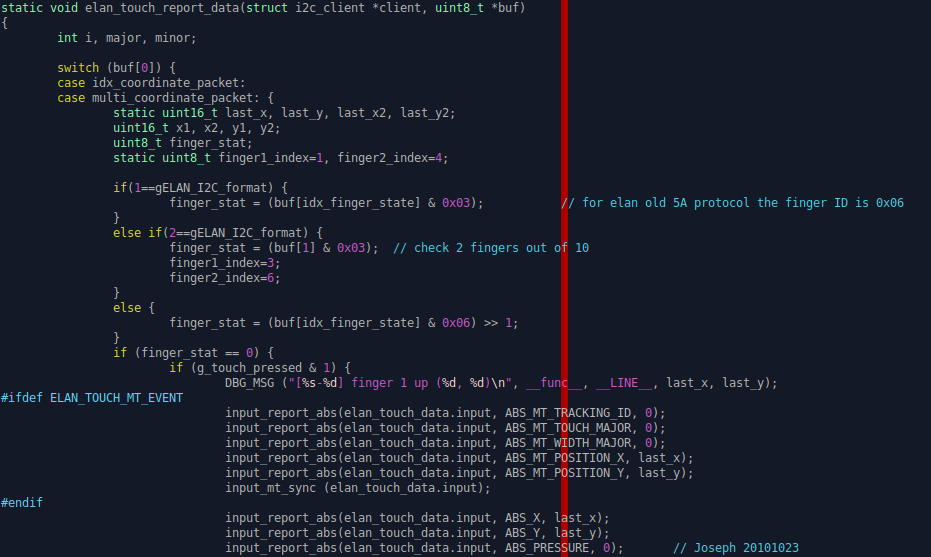 static void elan_touch_report_data(struct i2c_client *client, uint8_t *buf)
{
        int i, major, minor;

        switch (buf[0]) {
        case idx_coordinate_packet:
        case multi_coordinate_packet: {
                static uint16_t last_x, last_y, last_x2, last_y2;
                uint16_t x1, x2, y1, y2;
                uint8_t finger_stat;
                static uint8_t finger1_index=1, finger2_index=4;

                if(1==gELAN_I2C_format) {
                        finger_stat = (buf[idx_finger_state] & 0x03);           // for elan old 5A protocol the finger ID is 0x06
                }
                else if(2==gELAN_I2C_format) {
                        finger_stat = (buf[1] & 0x03);  // check 2 fingers out of 10
                        finger1_index=3;
                        finger2_index=6;
                }
                else {
                        finger_stat = (buf[idx_finger_state] & 0x06) >> 1;
                }
                if (finger_stat == 0) {
                        if (g_touch_pressed & 1) {
                                DBG_MSG ("[%s-%d] finger 1 up (%d, %d)\n", __func__, __LINE__, last_x, last_y);
#ifdef ELAN_TOUCH_MT_EVENT
                                input_report_abs(elan_touch_data.input, ABS_MT_TRACKING_ID, 0);
                                input_report_abs(elan_touch_data.input, ABS_MT_TOUCH_MAJOR, 0);
                                input_report_abs(elan_touch_data.input, ABS_MT_WIDTH_MAJOR, 0);
                                input_report_abs(elan_touch_data.input, ABS_MT_POSITION_X, last_x);
                                input_report_abs(elan_touch_data.input, ABS_MT_POSITION_Y, last_y);
                                input_mt_sync (elan_touch_data.input);
#endif
                                input_report_abs(elan_touch_data.input, ABS_X, last_x);
                                input_report_abs(elan_touch_data.input, ABS_Y, last_y);
                                input_report_abs(elan_touch_data.input, ABS_PRESSURE, 0);       // Joseph 20101023